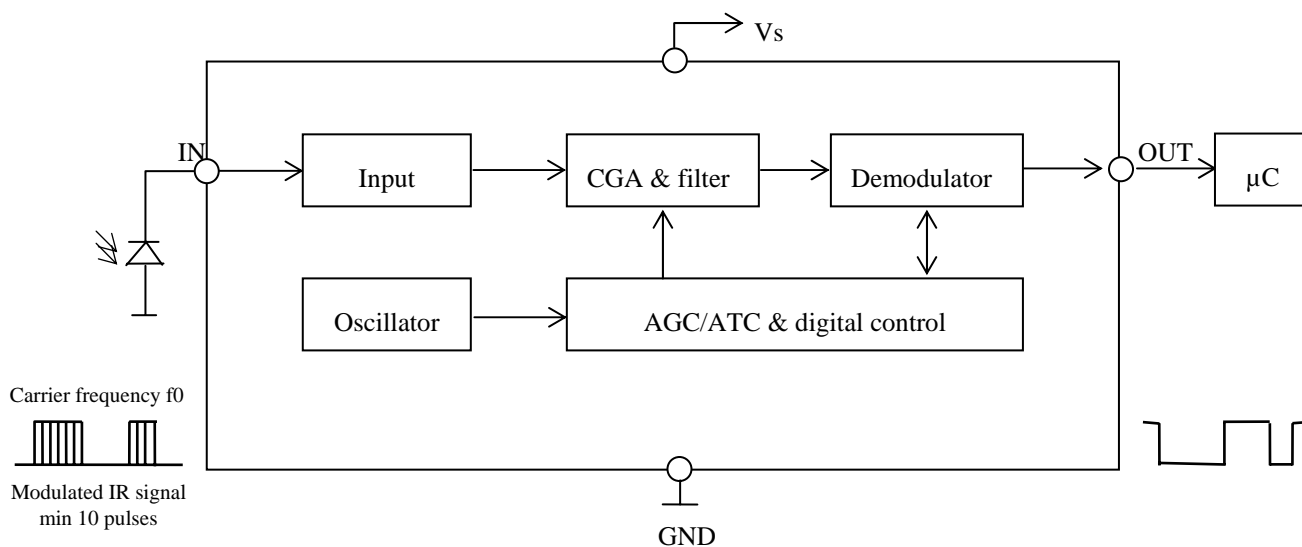 Vs
IN
OUT
Input
CGA & filter
Demodulator
µC
Oscillator
AGC/ATC & digital control
Carrier frequency f0
Modulated IR signal
min 10 pulses
GND